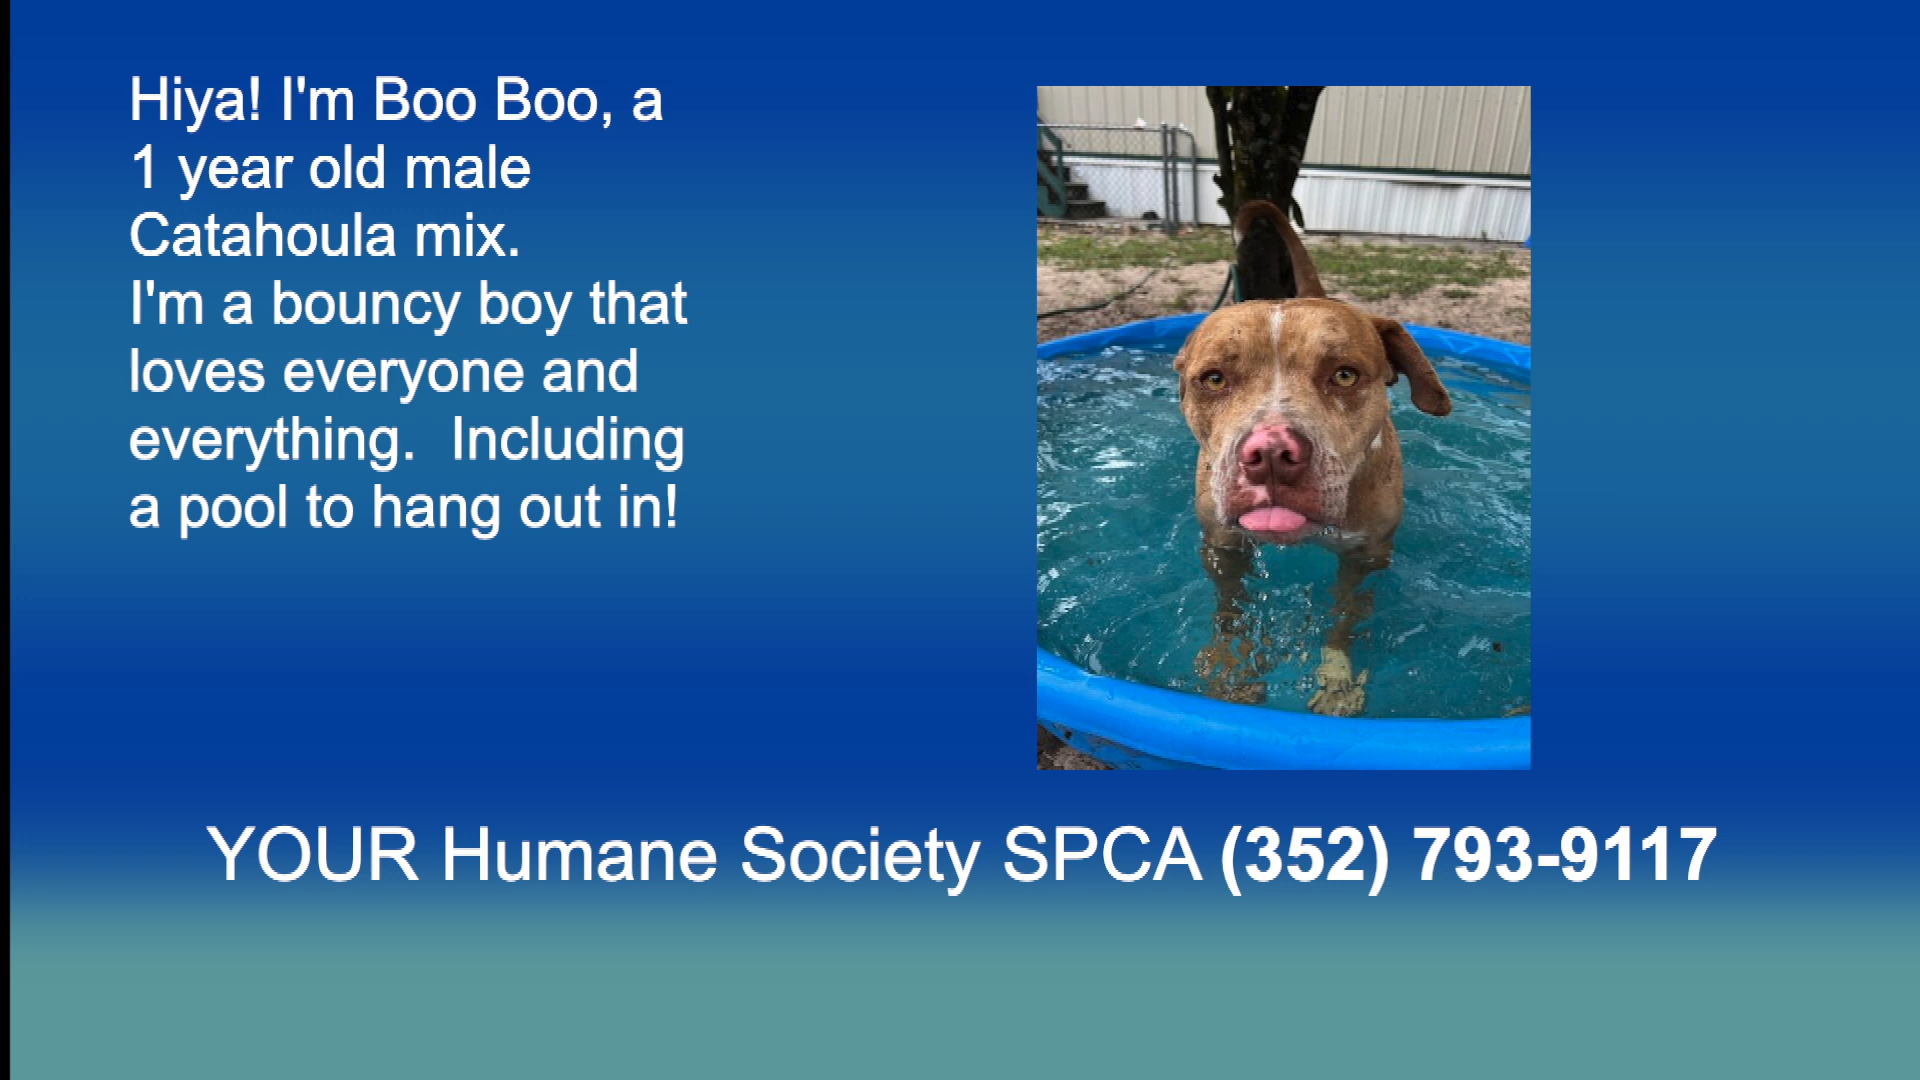 Hiya! I'm Boo Boo, a
1 year old male
Catahoula mix.
I'm a bouncy boy that
loves everyone and
everything.  Including
a pool to hang out in!
YOUR Humane Society SPCA (352) 793-9117